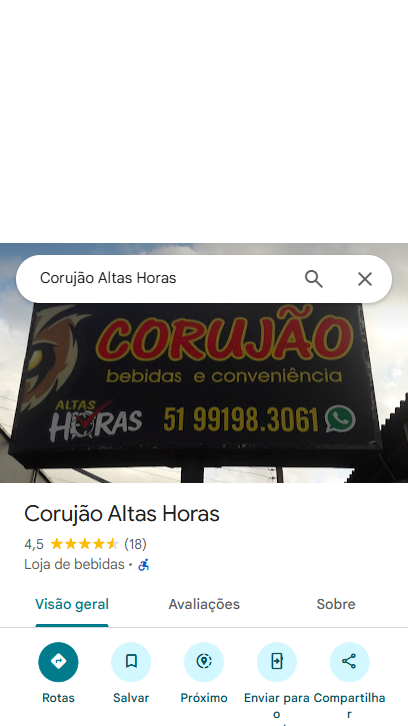 Corujão Altas Horas
CORUJÃO
bebidas e conveniência
ALTAS
HORAS
51 99198.3061
Corujão Altas Horas
4,5 (18)
Loja de bebidas •
Visão geral
Avaliações
Sobre
Rotas
Salvar
Próximo
Enviar para
o
Compartilha
r